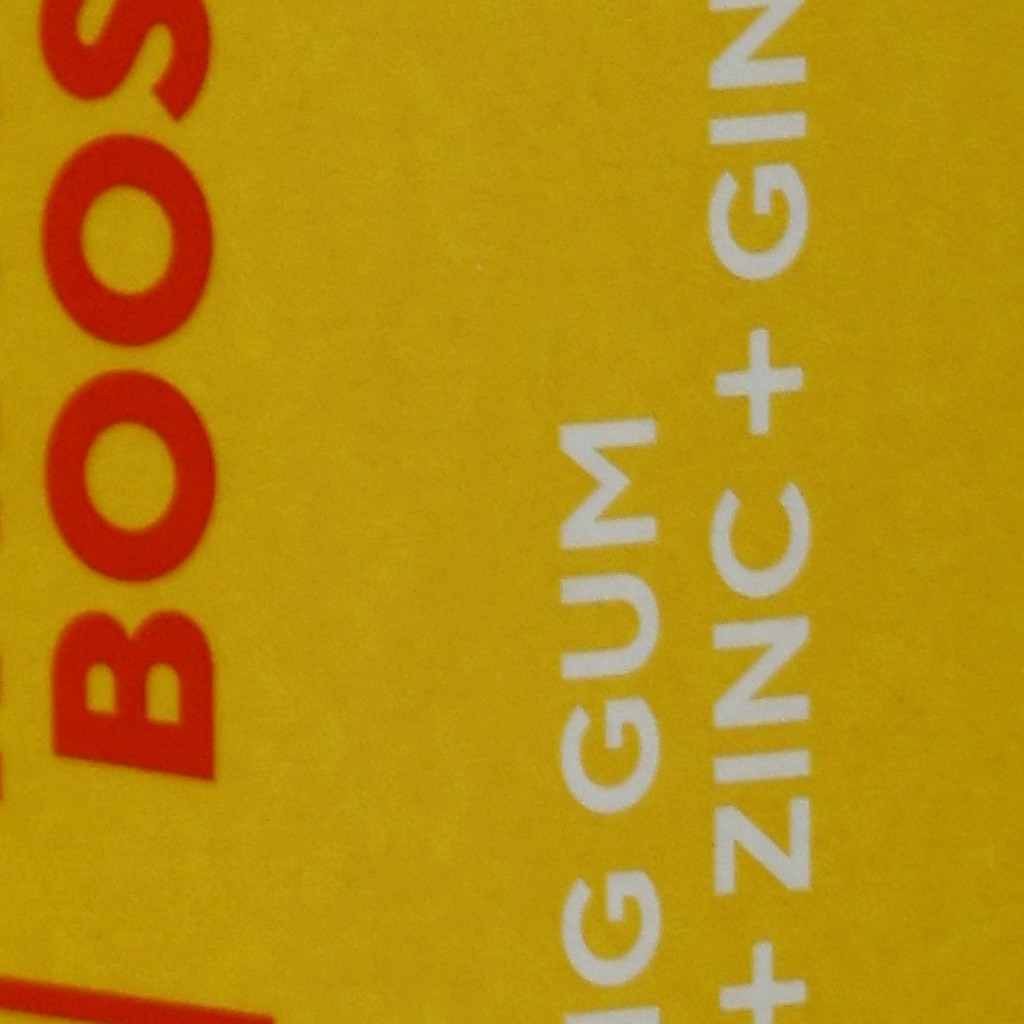 BOOS
G GUM
+ ZINC + GIN